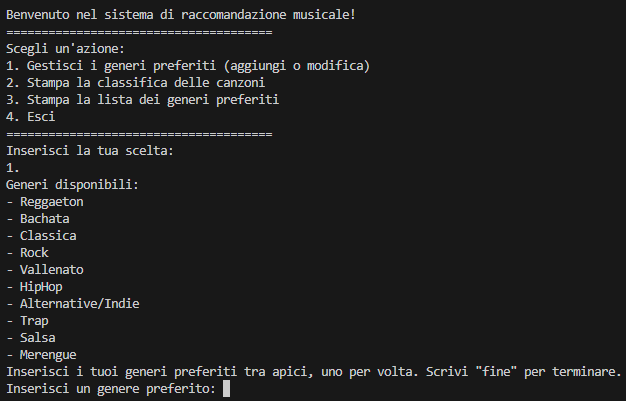 Benvenuto nel sistema di raccomandazione musicale!
======================================
Scegli un'azione:
1. Gestisci i generi preferiti (aggiungi o modifica)
2. Stampa la classifica delle canzoni
3. Stampa la lista dei generi preferiti
4. Esci
======================================
Inserisci la tua scelta:
1.
Generi disponibili:
- Reggaeton
- Bachata
- Classica
- Rock
- Vallenato
- HipHop
- Alternative/Indie
- Trap
- Salsa
- Merengue
Inserisci i tuoi generi preferiti tra apici, uno per volta. Scrivi "fine" per terminare.
Inserisci un genere preferito: